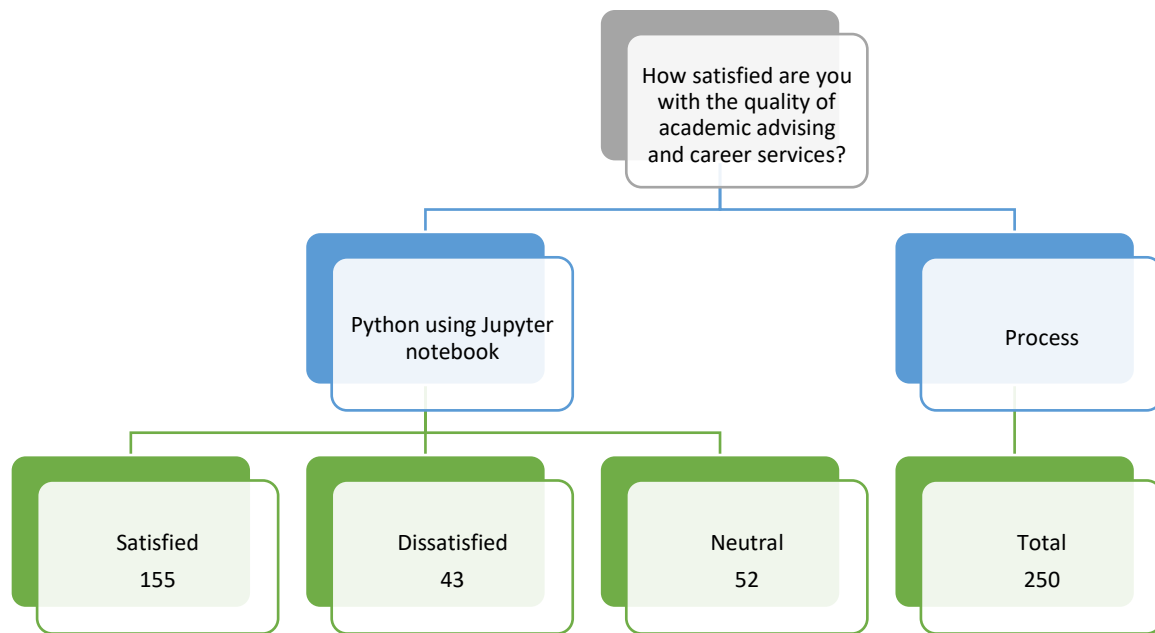 How satisfied are you
with the quality of
academic advising
and career services?
Python using Jupyter
notebook
Process
Satisfied
155
Dissatisfied
43
Neutral
52
Total
250